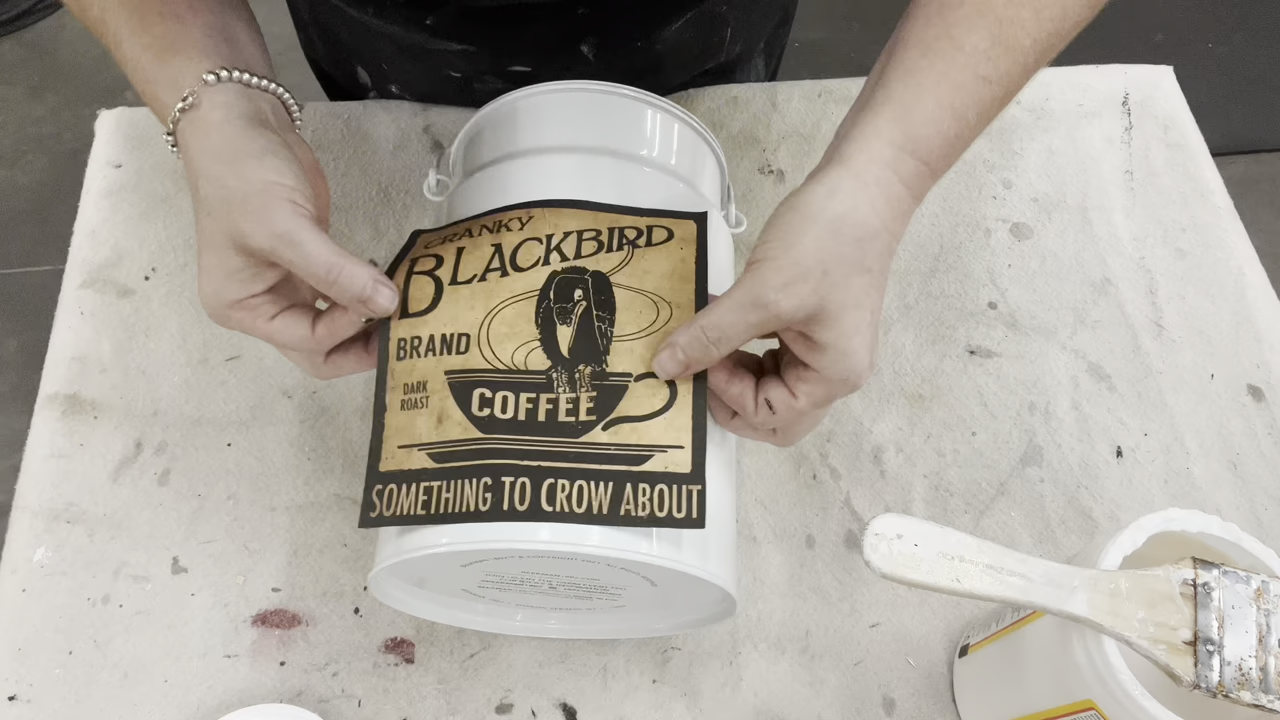 CRANKY
BLACKBIRD
BRAND
DARK
ROAST
COFFEE
SOMETHING TO CROW ABOUT